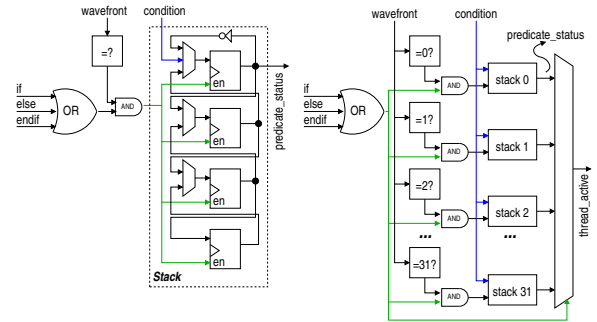 wavefront
condition
=?
if
else
endif
OR
AND
en
en
en
en
Stack
predicate_status
wavefront
condition
predicate_status
if
else
endif
OR
=0?
AND
stack 0
=1?
AND
stack 1
=2?
AND
stack 2
...
...
=31?
AND
stack 31
thread_active